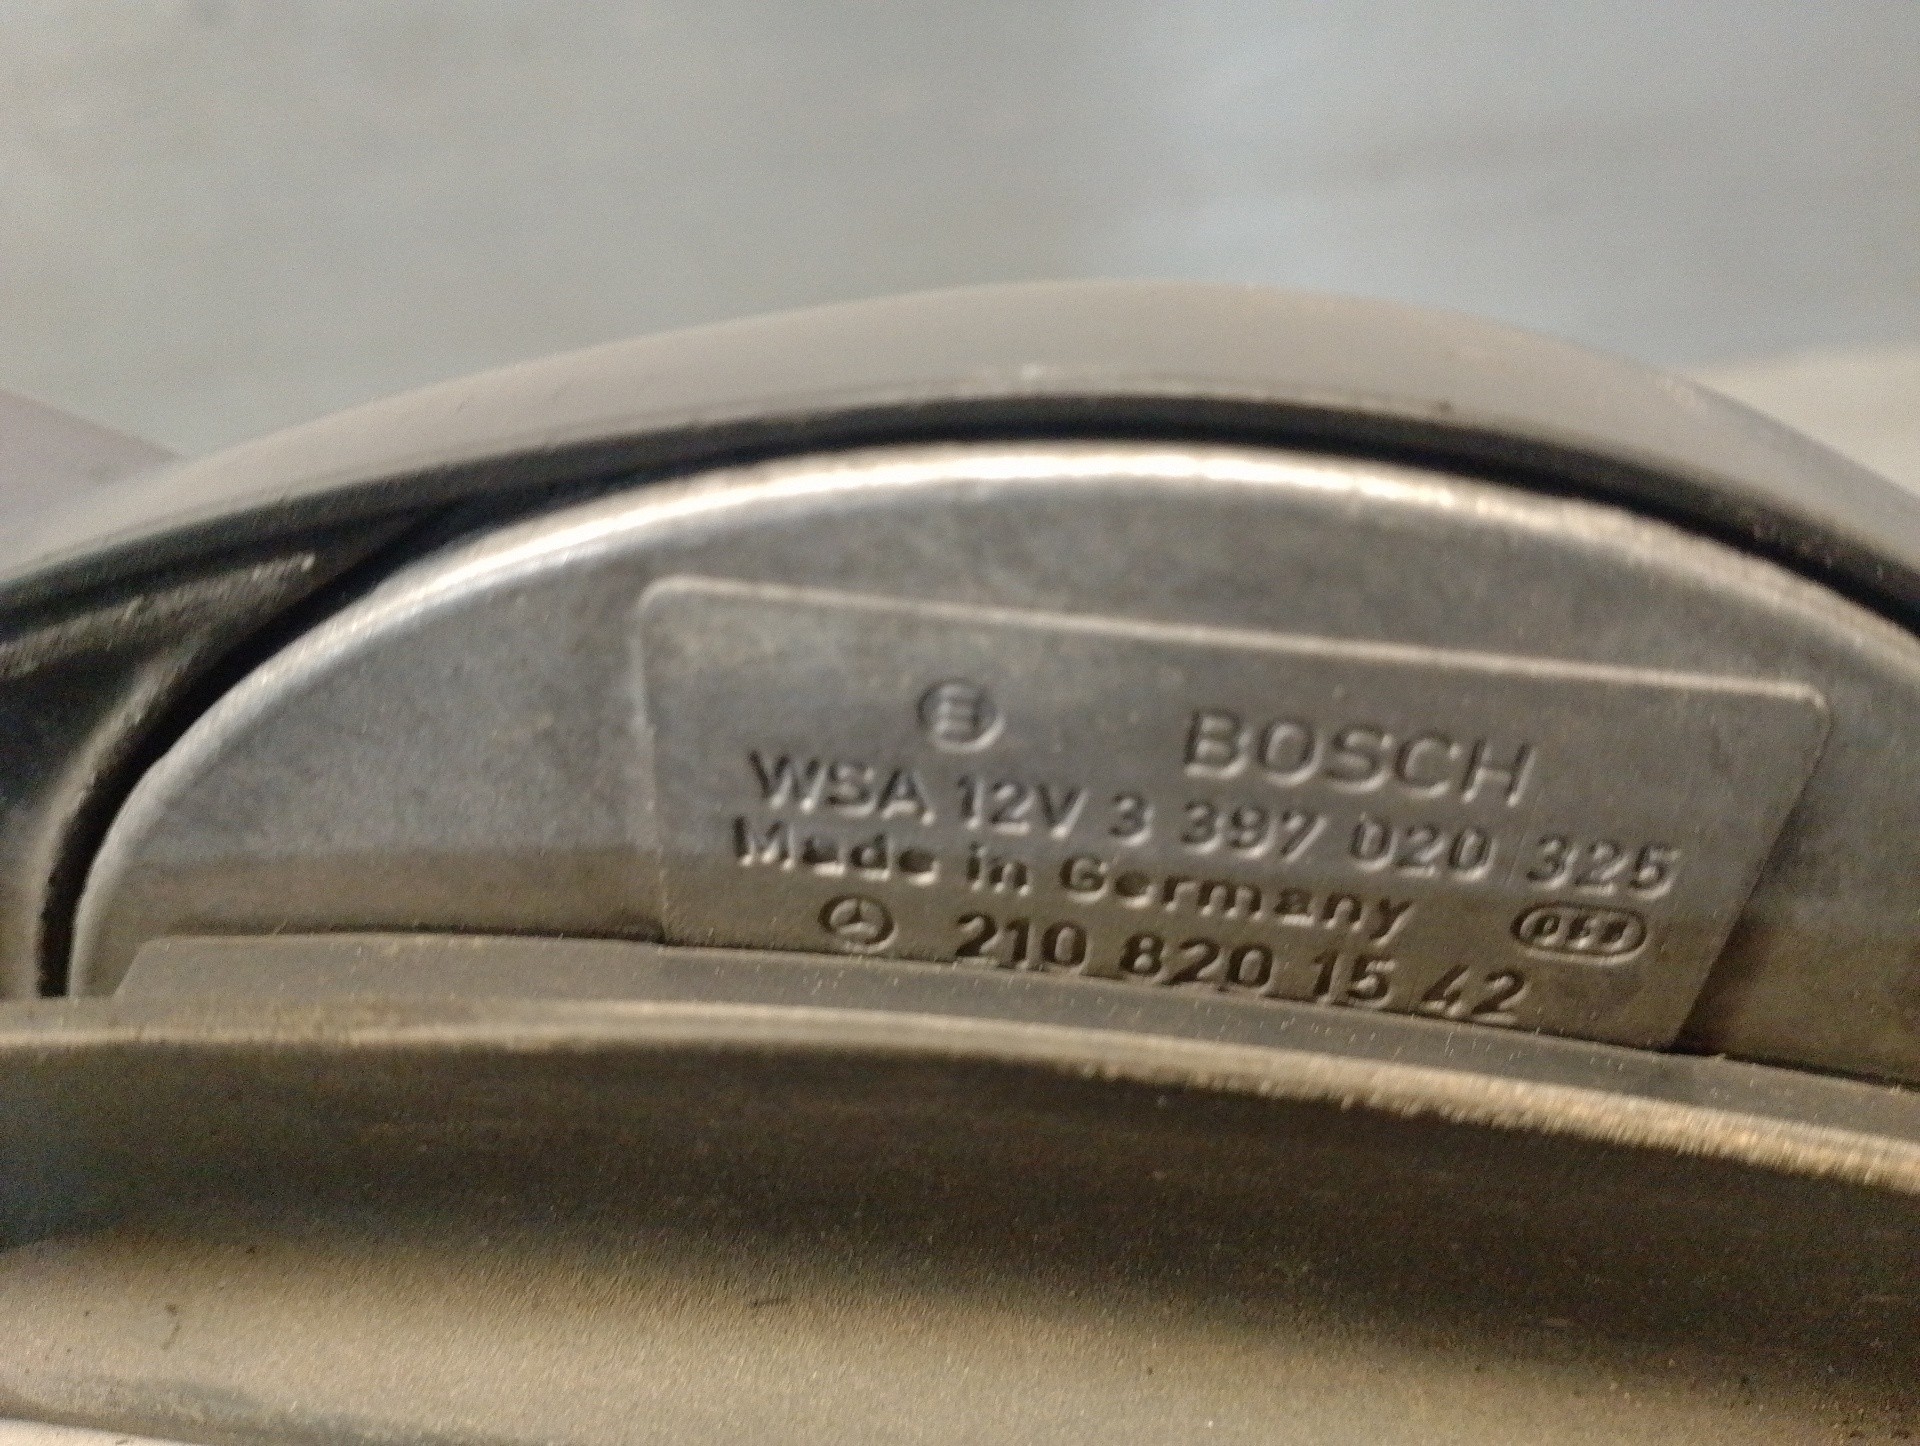 BOSCH
WSA 12V 3 397 020 325
Made in Germany
210 820 15 42